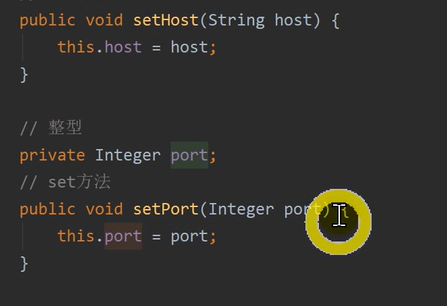 public void setHost(String host) {
this.host = host;
}
// 整型
private Integer port;
// set方法
public void setPort(Integer port) {
this.port = port;
}